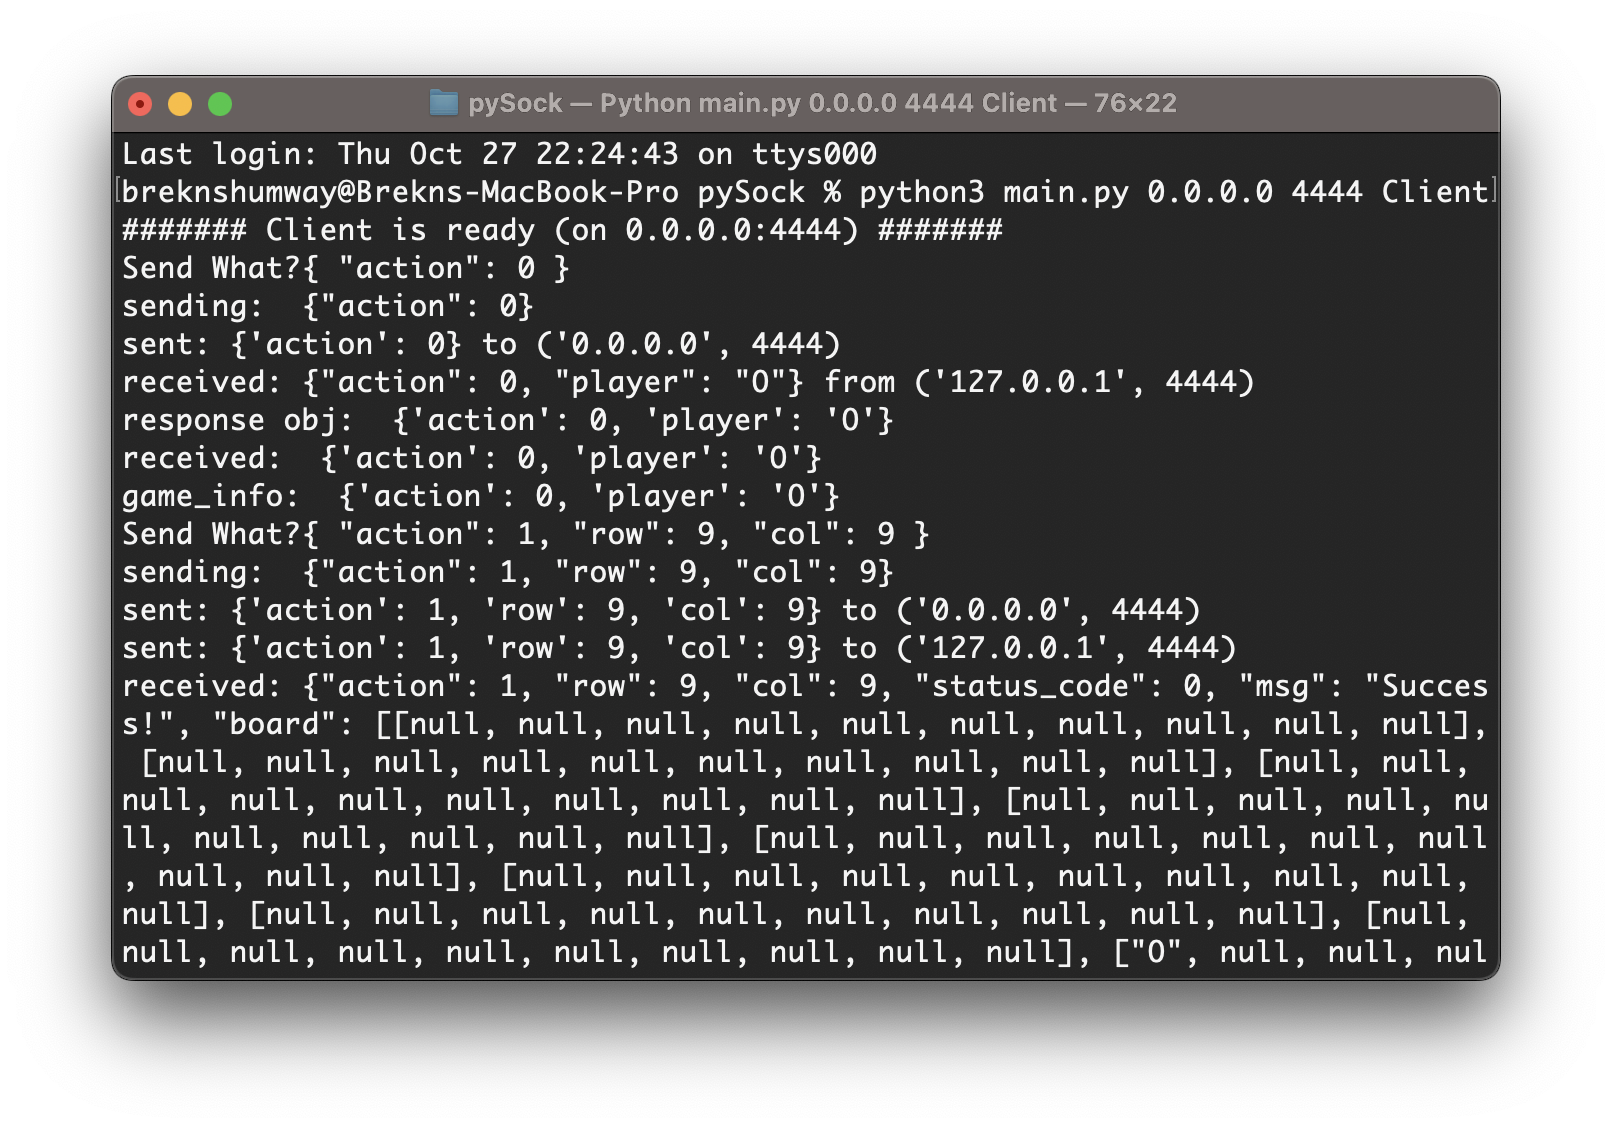 pySock — Python main.py 0.0.0.0 4444 Client — 76×22
Last login: Thu Oct 27 22:24:43 on ttys000
[breknshumway@Brekns-MacBook-Pro pySock % python3 main.py 0.0.0.0 4444 Client]
####### Client is ready (on 0.0.0.0:4444) #######
Send What?{ "action": 0 }
sending:  {"action": 0}
sent: {'action': 0} to ('0.0.0.0', 4444)
received: {"action": 0, "player": "O"} from ('127.0.0.1', 4444)
response obj:  {'action': 0, 'player': 'O'}
received:  {'action': 0, 'player': 'O'}
game_info:  {'action': 0, 'player': 'O'}
Send What?{ "action": 1, "row": 9, "col": 9 }
sending:  {"action": 1, "row": 9, "col": 9}
sent: {'action': 1, 'row': 9, 'col': 9} to ('0.0.0.0', 4444)
sent: {'action': 1, 'row': 9, 'col': 9} to ('127.0.0.1', 4444)
received: {"action": 1, "row": 9, "col": 9, "status_code": 0, "msg": "Succes
s!", "board": [[null, null, null, null, null, null, null, null, null, null],
 [null, null, null, null, null, null, null, null, null, null], [null, null,
null, null, null, null, null, null, null, null], [null, null, null, null, nu
ll, null, null, null, null, null], [null, null, null, null, null, null, null
, null, null, null], [null, null, null, null, null, null, null, null, null,
null], [null, null, null, null, null, null, null, null, null, null], [null,
null, null, null, null, null, null, null, null, null], ["O", null, null, nul